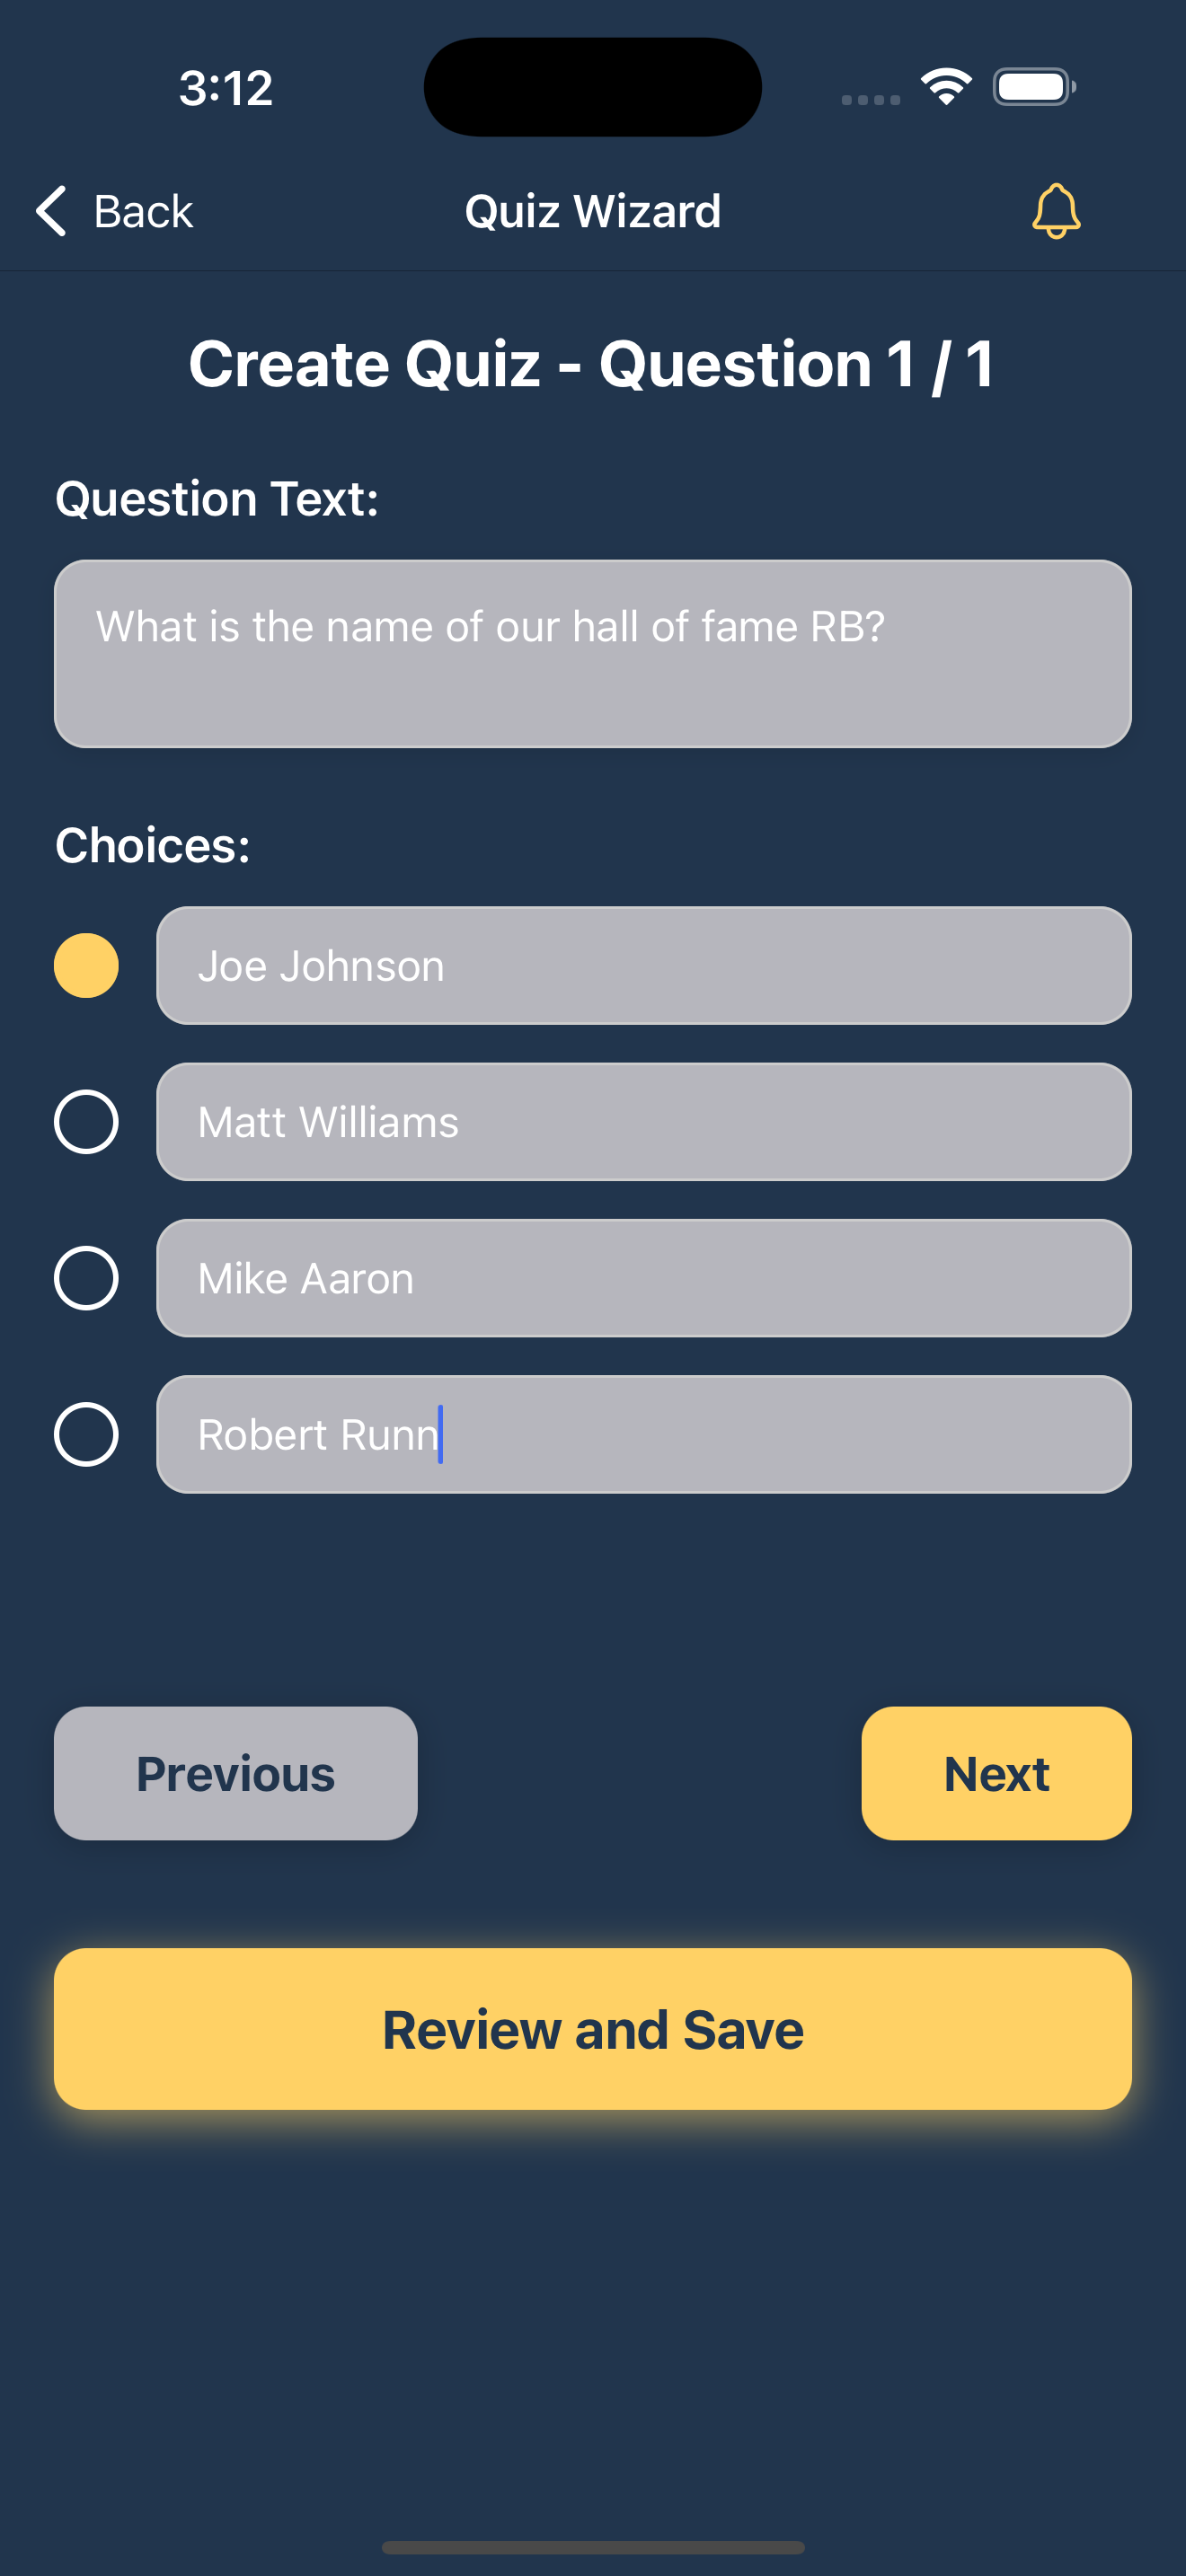 3:12
Back
Quiz Wizard
Create Quiz - Question 1 / 1
Question Text:
What is the name of our hall of fame RB?
Choices:
Joe Johnson
Matt Williams
Mike Aaron
Robert Runn
Previous
Next
Review and Save